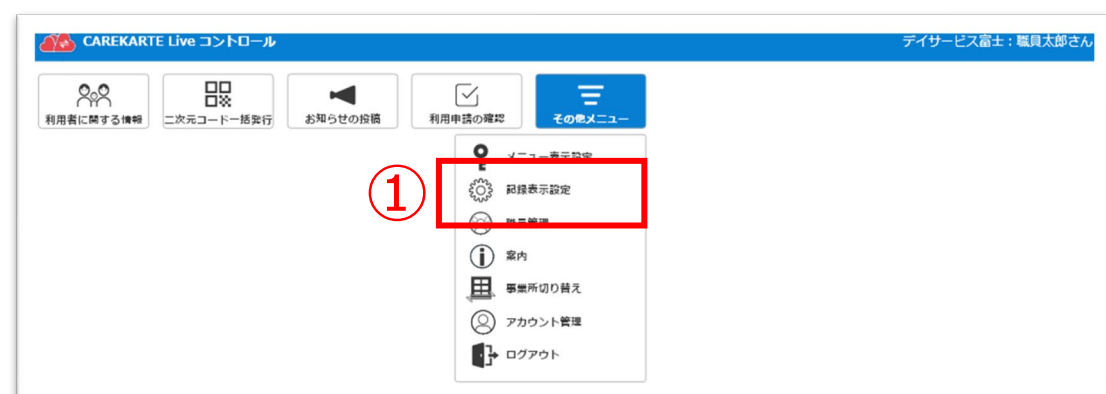 CAREKARTE Live コントロール
デイサービス富士：職員太郎さん
利用者に関する情報
二次元コード一括発行
お知らせの投稿
利用申請の確認
その他メニュー
メニュー表示設定
①
記録表示設定
職員管理
案内
事業所切り替え
アカウント管理
ログアウト